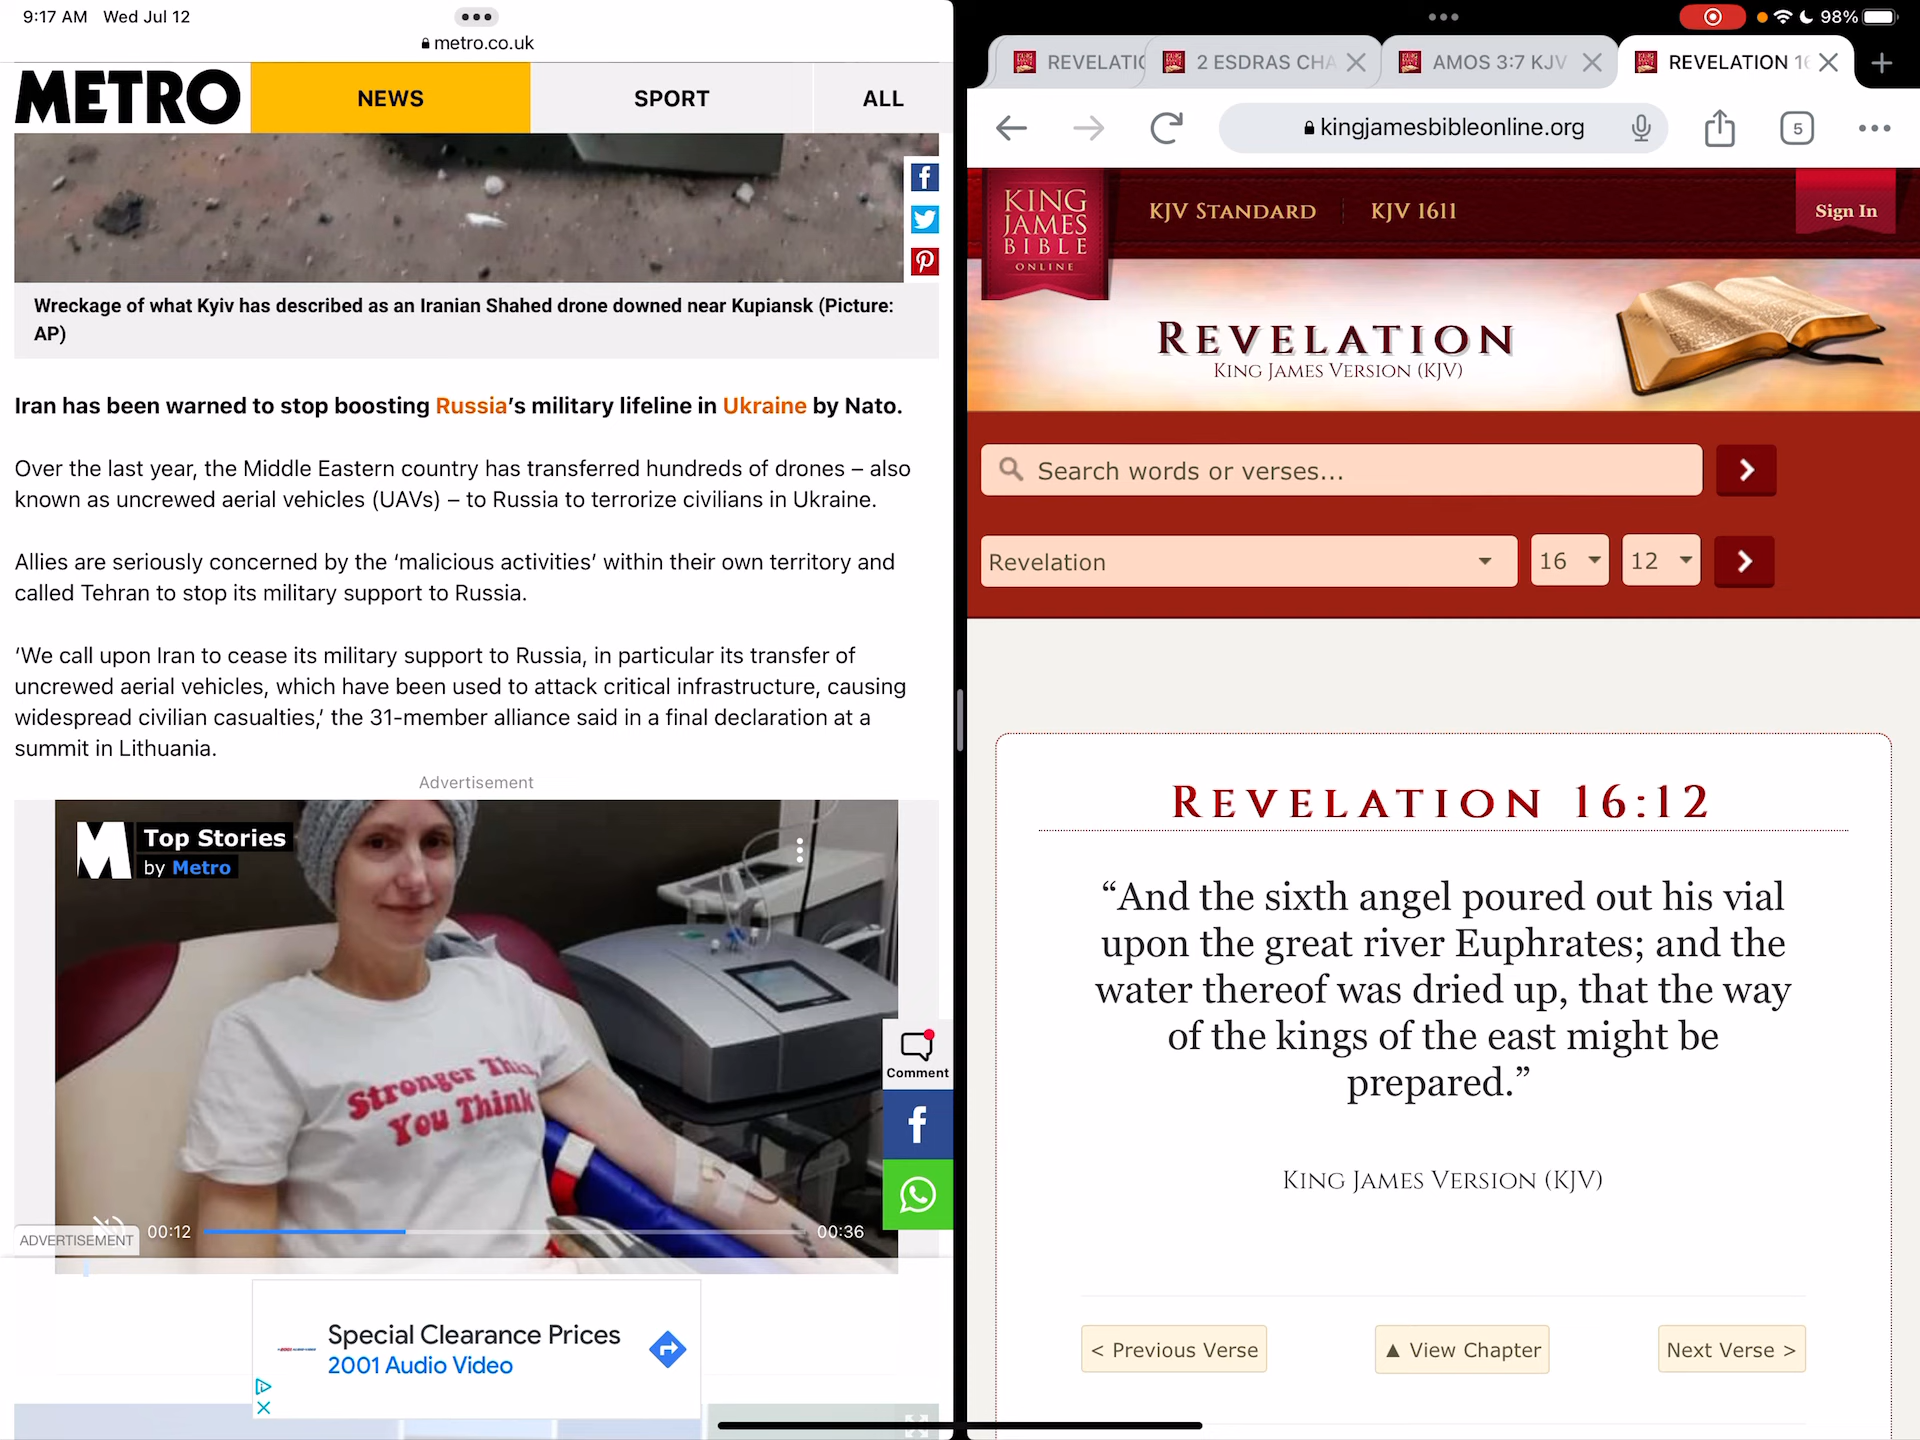 9:17 AM Wed Jul 12
metro.co.uk
METRO
NEWS
SPORT
ALL
Wreckage of what Kyiv has described as an Iranian Shahed drone downed near Kupiansk (Picture:
AP)
Iran has been warned to stop boosting Russia's military lifeline in Ukraine by Nato.
Over the last year, the Middle Eastern country has transferred hundreds of drones – also
known as uncrewed aerial vehicles (UAVs) – to Russia to terrorize civilians in Ukraine.
Allies are seriously concerned by the ‘malicious activities’ within their own territory and
called Tehran to stop its military support to Russia.
‘We call upon Iran to cease its military support to Russia, in particular its transfer of
uncrewed aerial vehicles, which have been used to attack critical infrastructure, causing
widespread civilian casualties,’ the 31-member alliance said in a final declaration at a
summit in Lithuania.
Advertisement
M
Top Stories
by Metro
Stronger
You Think
Comment
00:12
00:36
ADVERTISEMENT
Special Clearance Prices
2001 Audio Video
98%
REVELATIO
2 ESDRAS CHA
AMOS 3:7 KJV
REVELATION 16
kingjamesbibleonline.org
5
KING
JAMES
BIBLE
ONLINE
KJV STANDARD
KJV 1611
Sign In
REVELATION
KING JAMES VERSION (KJV)
Search words or verses...
Revelation
16
12
REVELATION 16:12
“And the sixth angel poured out his vial
upon the great river Euphrates; and the
water thereof was dried up, that the way
of the kings of the east might be
prepared.”
KING JAMES VERSION (KJV)
< Previous Verse
▲ View Chapter
Next Verse >